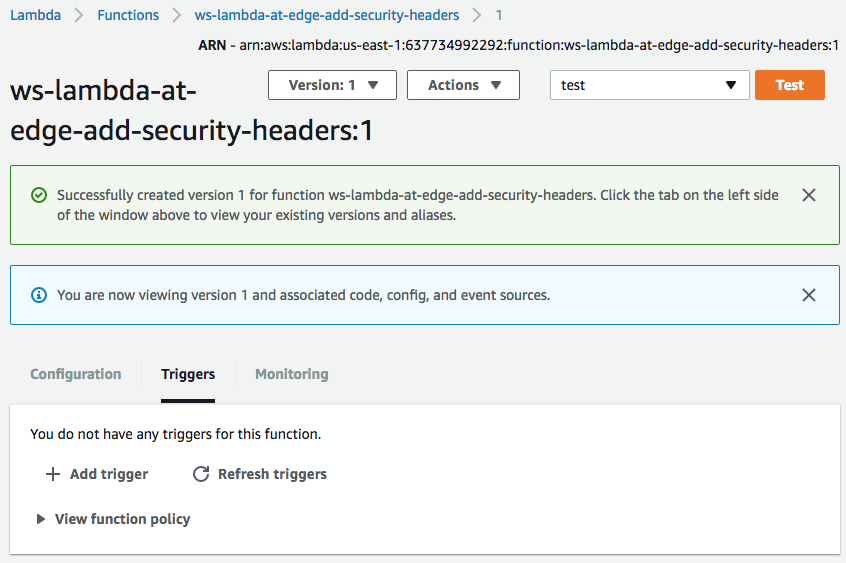 Lambda > Functions > ws-lambda-at-edge-add-security-headers > 1
ARN - arn:aws:lambda:us-east-1:637734992292:function:ws-lambda-at-edge-add-security-headers:1
ws-lambda-at-
edge-add-security-headers:1
Version: 1 Actions test Test
Successfully created version 1 for function ws-lambda-at-edge-add-security-headers. Click the tab on the left side
of the window above to view your existing versions and aliases.
You are now viewing version 1 and associated code, config, and event sources.
Configuration Triggers Monitoring
You do not have any triggers for this function.
Add trigger Refresh triggers
View function policy